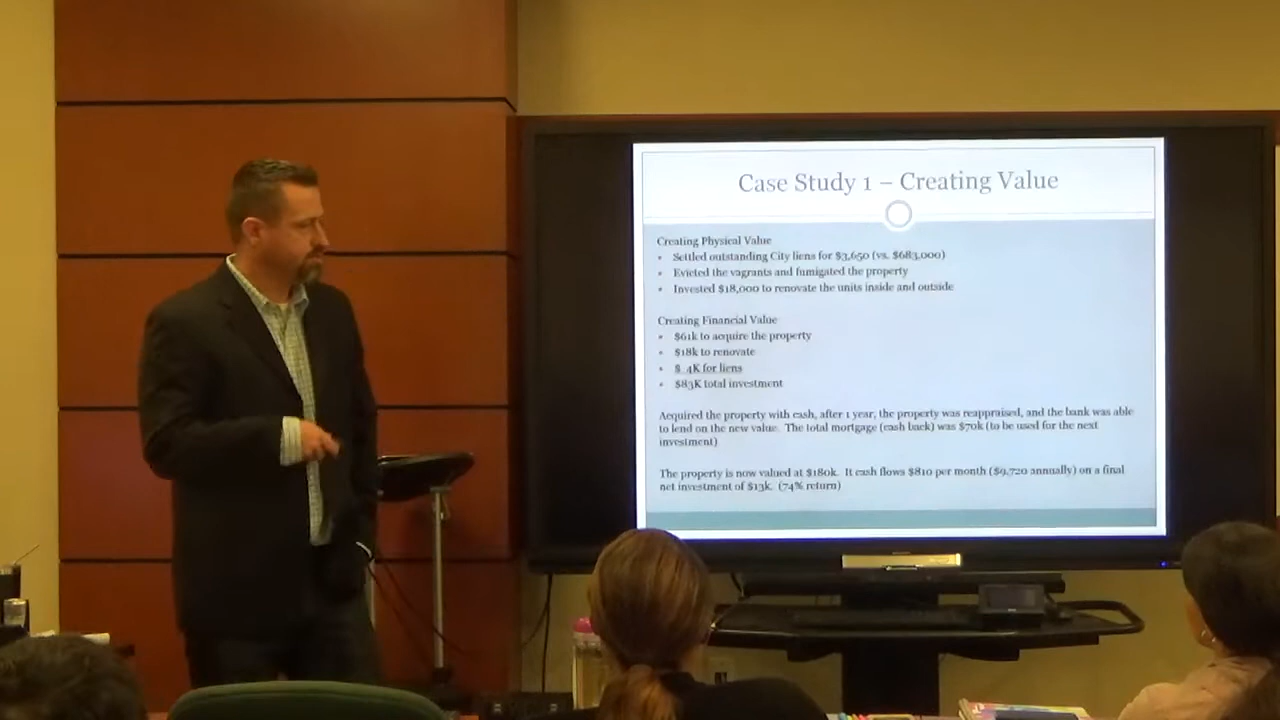 Case Study 1 – Creating Value
Creating Physical Value
• Settled outstanding City liens for $3,650 (vs. $683,000)
• Evicted the vagrants and fumigated the property
• Invested $18,000 to renovate the units inside and outside
Creating Financial Value
• $61k to acquire the property
• $18k to renovate
• $ 4K for liens
• $83K total investment
Acquired the property with cash, after 1 year, the property was reappraised, and the bank was able
to lend on the new value. The total mortgage (cash back) was $70k (to be used for the next
investment)
The property is now valued at $180k. It cash flows $810 per month ($9,720 annually) on a final
net investment of $13k. (74% return)